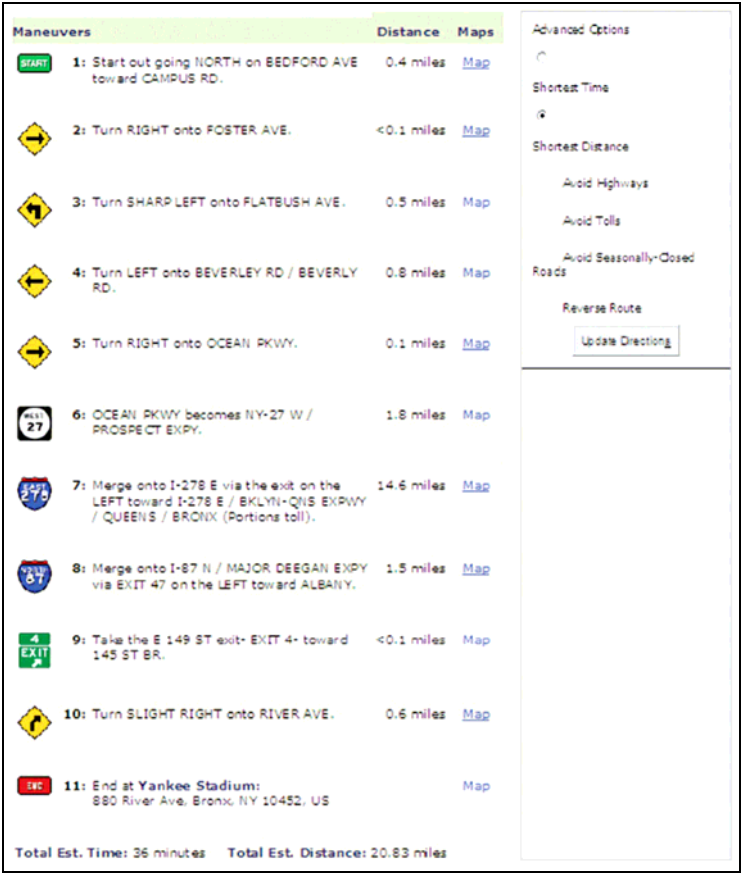 Maneuvers Distance Maps
START 1: Start out going NORTH on BEDFORD AVE 0.4 miles Map
toward CAMPUS RD.
2: Turn RIGHT onto FOSTER AVE. <0.1 miles Map
3: Turn SHARP LEFT onto FLATBUSH AVE. 0.5 miles Map
4: Turn LEFT onto BEVERLEY RD / BEVERLY 0.8 miles Map
RD.
5: Turn RIGHT onto OCEAN PKWY. 0.1 miles Map
WEST
27
6: OCEAN PKWY becomes NY-27 W / 1.8 miles Map
PROSPECT EXPY.
EAST
278
7: Merge onto I-278 E via the exit on the 14.6 miles Map
LEFT toward I-278 E / BKLYN-QNS EXPWY
/ QUEENS / BRONX (Portions toll).
87
8: Merge onto I-87 N / MAJOR DEEGAN EXPY 1.5 miles Map
via EXIT 47 on the LEFT toward ALBANY.
4
EXIT
9: Take the E 149 ST exit- EXIT 4- toward <0.1 miles Map
145 ST BR.
10: Turn SLIGHT RIGHT onto RIVER AVE. 0.6 miles Map
11: End at Yankee Stadium: Map
880 River Ave, Bronx, NY 10452, US
Total Est. Time: 36 minutes Total Est. Distance: 20.83 miles
Advanced Options
Shortest Time
Shortest Distance
Avoid Highways
Avoid Tolls
Avoid Seasonally-Closed
Roads
Reverse Route
Update Directions